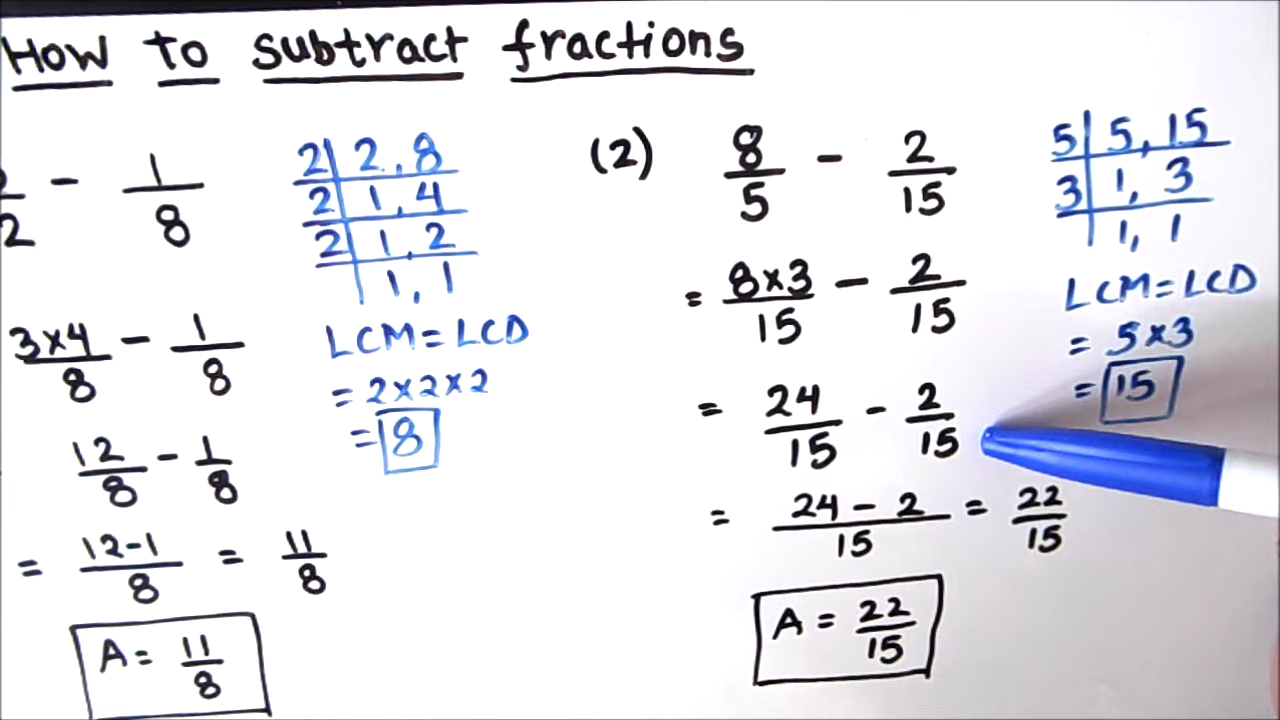 How to subtract fractions
3/2 - 1/8
2 | 2, 8
2 | 1, 4
2 | 1, 2
1, 1
LCM = LCD
= 2 × 2 × 2
= 8
3×4/8 - 1/8
12/8 - 1/8
= 12-1/8 = 11/8
A = 11/8
(2) 8/5 - 2/15
= 8×3/15 - 2/15
= 24/15 - 2/15
= 24-2/15 = 22/15
A = 22/15
5 | 5, 15
3 | 1, 3
1, 1
LCM = LCD
= 5 × 3
= 15